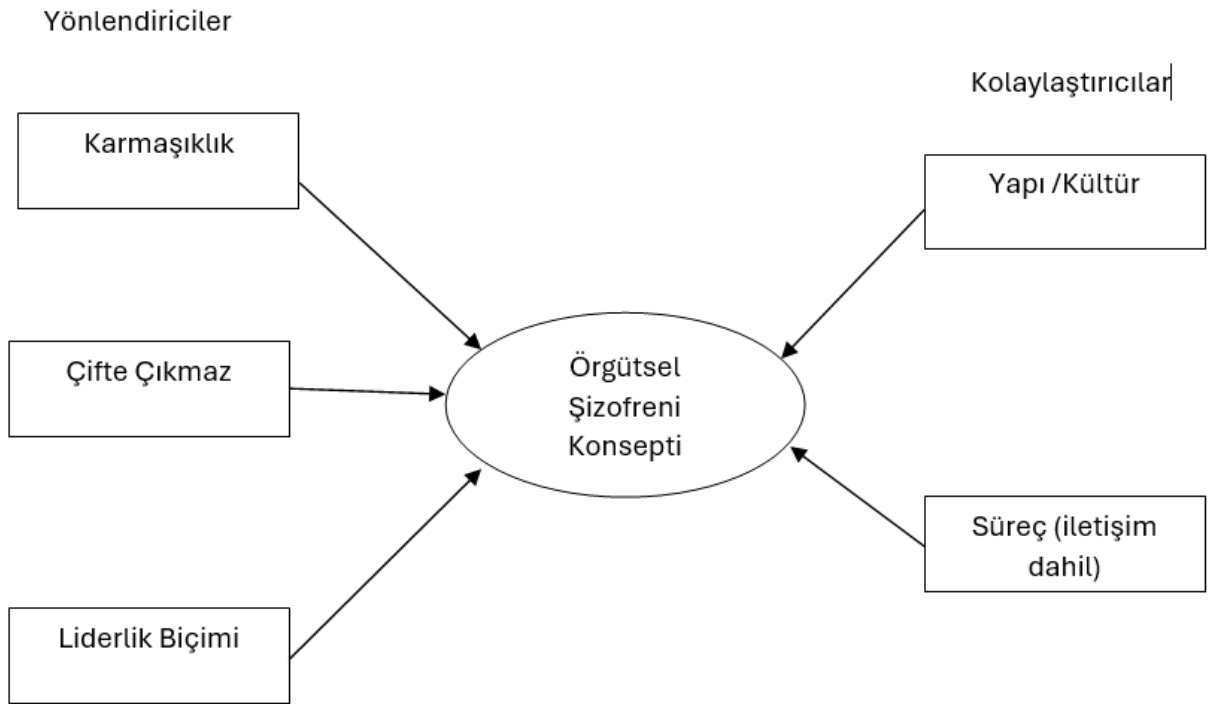 Yönlendiriciler
Kolaylaştırıcılar
Karmaşıklık
Yapı /Kültür
Çifte Çıkmaz
Örgütsel
Şizofreni
Konsepti
Süreç (iletişim
dahil)
Liderlik Biçimi